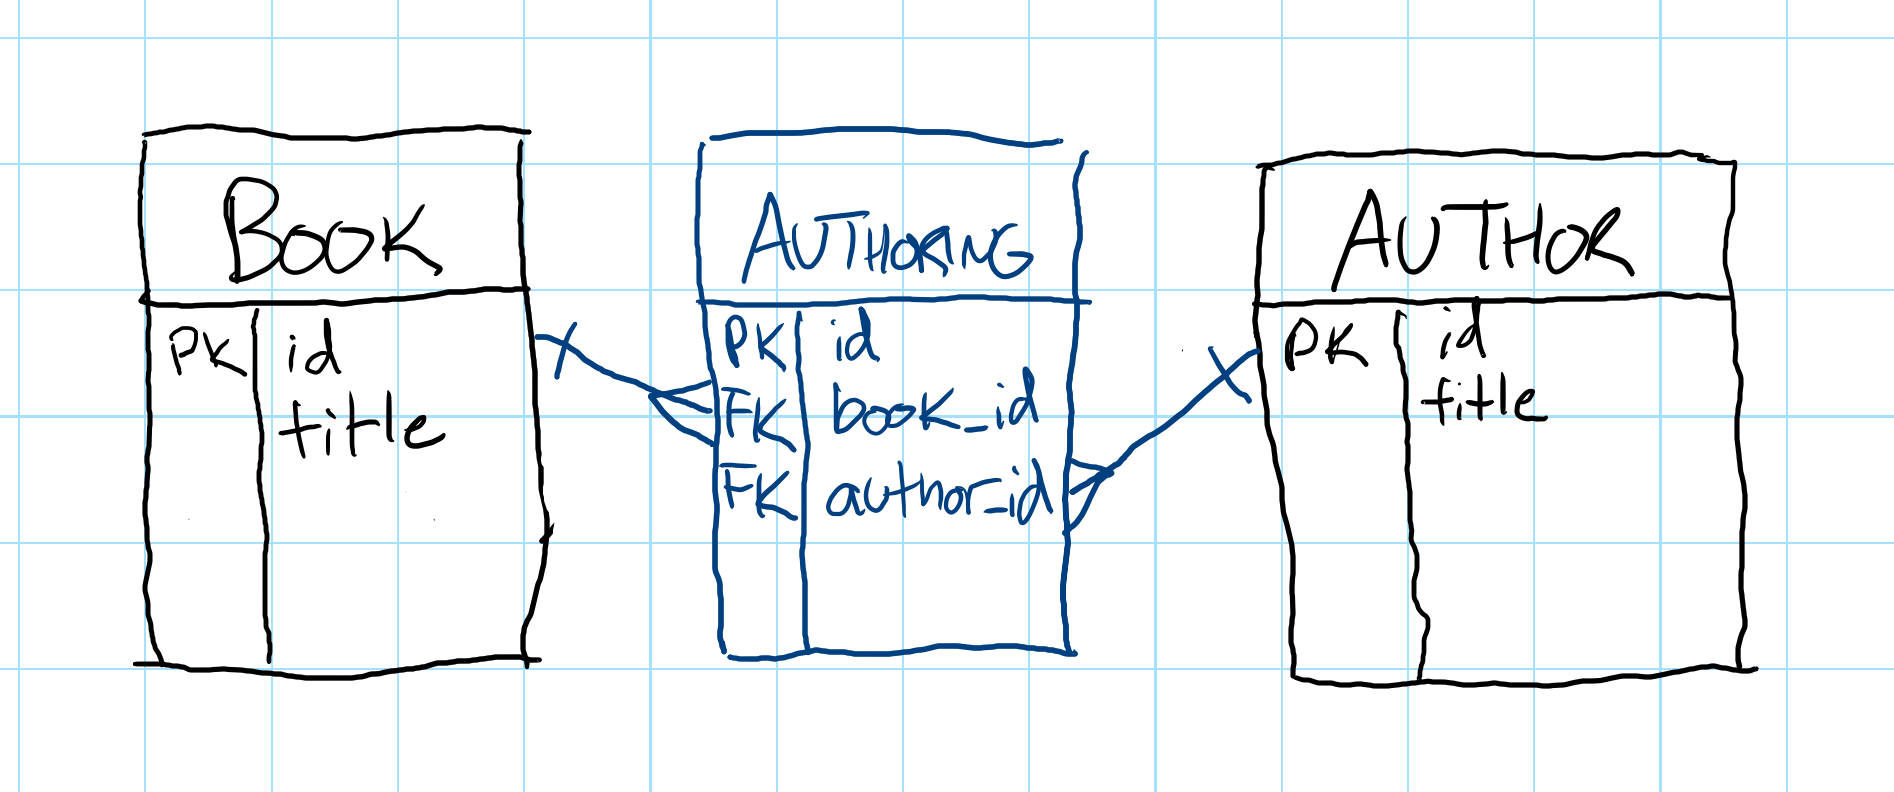 BOOK
PK id
title
AUTHORING
PK id
FK book_id
FK author_id
AUTHOR
PK id
title